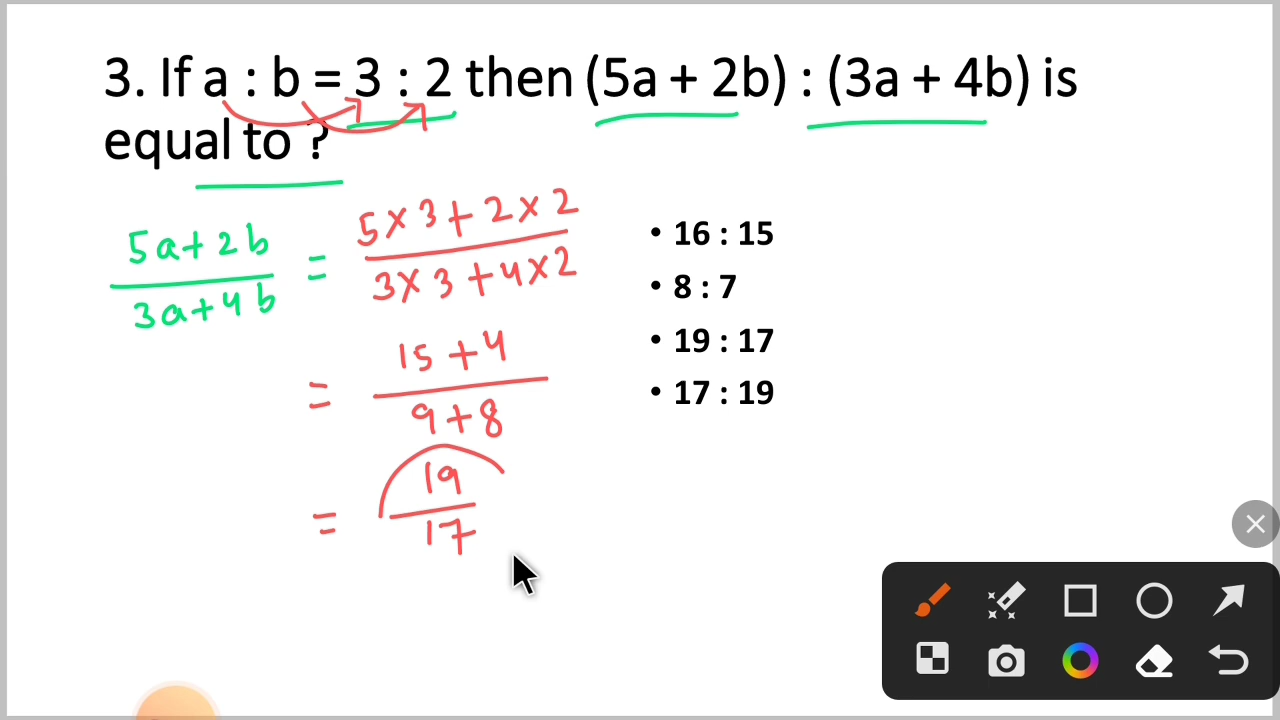 3. If a : b = 3 : 2 then (5a + 2b) : (3a + 4b) is
equal to ?
5a+2b / 3a+4b = 5×3+2×2 / 3×3+4×2
= 15+4 / 9+8
= 19 / 17
• 16 : 15
• 8 : 7
• 19 : 17
• 17 : 19